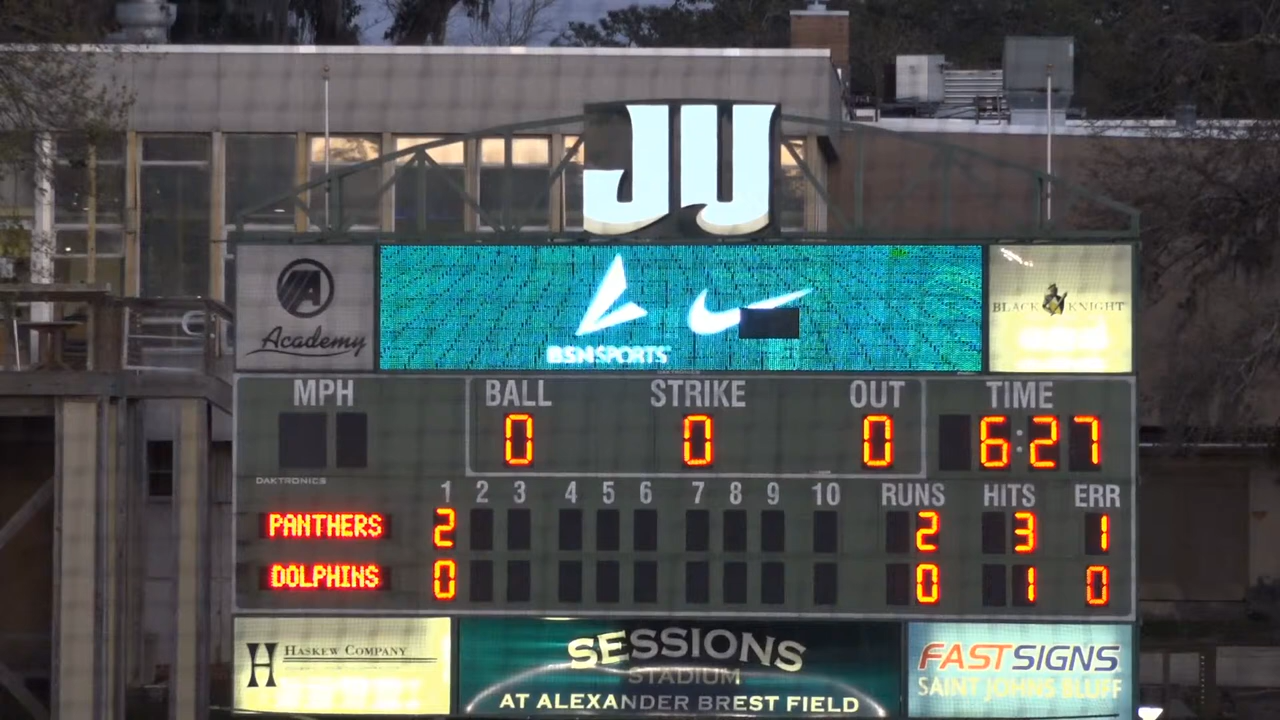 JU
Academy
BSN SPORTS
BLACK KNIGHT
MPH BALL STRIKE OUT TIME
0 0 0 6:27
DAKTRONICS
1 2 3 4 5 6 7 8 9 10 RUNS HITS ERR
PANTHERS 2 2 3 1
DOLPHINS 0 0 1 0
H HASKEW COMPANY
SESSIONS
STADIUM
AT ALEXANDER BREST FIELD
FASTSIGNS
SAINT JOHNS BLUFF